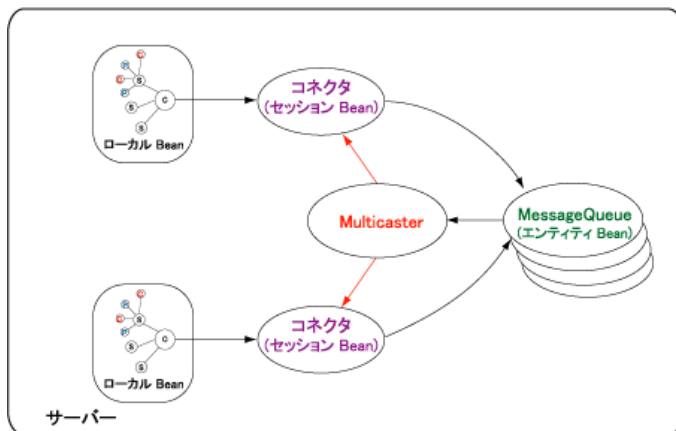 C
P
S
C
P
C
S
S
ローカル Bean
コネクタ
(セッション Bean)
Multicaster
MessageQueue
(エンティティ Bean)
C
P
S
C
P
C
S
S
ローカル Bean
コネクタ
(セッション Bean)
サーバー